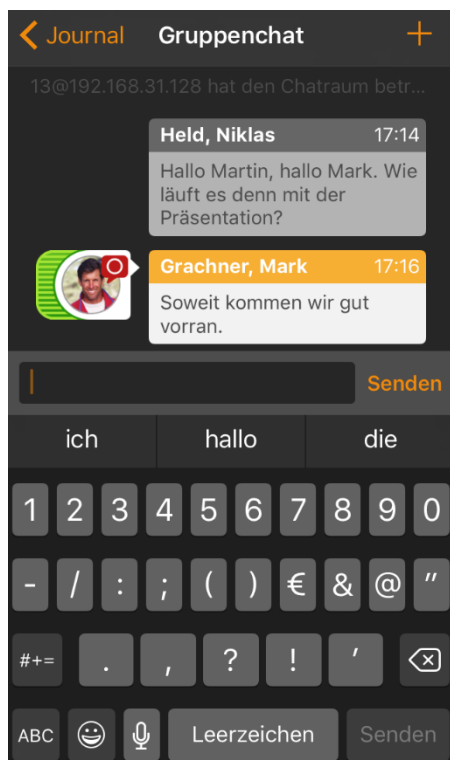 Journal Gruppenchat +
13@192.168.31.128 hat den Chatraum betr...
Held, Niklas 17:14
Hallo Martin, hallo Mark. Wie
läuft es denn mit der
Präsentation?
Grachner, Mark 17:16
Soweit kommen wir gut
vorran.
Senden
ich hallo die
1 2 3 4 5 6 7 8 9 0
- / : ; ( ) € & @ "
#+= . , ? ! '
ABC Leerzeichen Senden